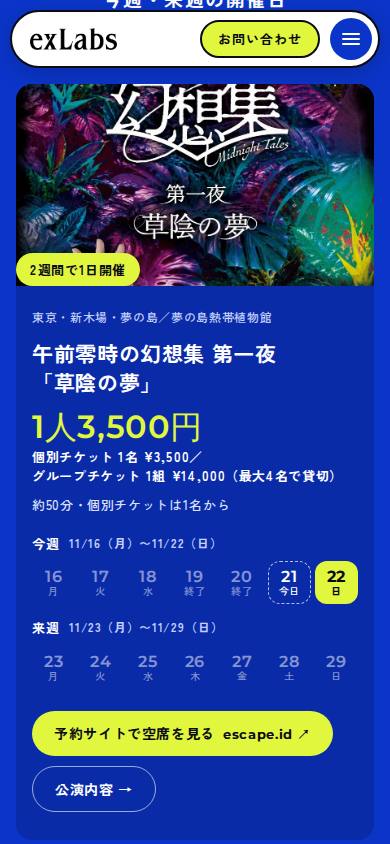 今週・来週の開催日
exLabs
お問い合わせ
幻想集
Midnight Tales
第一夜
草陰の夢
2週間で1日開催
東京・新木場・夢の島／夢の島熱帯植物館
午前零時の幻想集 第一夜
「草陰の夢」
1人3,500円
個別チケット 1名 ¥3,500／
グループチケット 1組 ¥14,000（最大4名で貸切）
約50分・個別チケットは1名から
今週 11/16（月）〜11/22（日）
16 17 18 19 20 21 22
月 火 水 終了 終了 今日 日
来週 11/23（月）〜11/29（日）
23 24 25 26 27 28 29
月 火 水 木 金 土 日
予約サイトで空席を見る escape.id ↗
公演内容 →